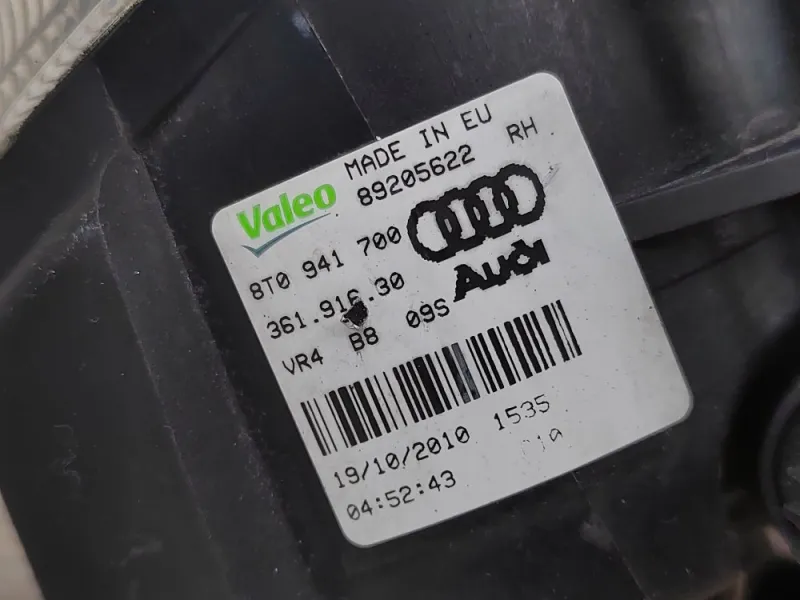 MADE IN EU
Valeo 89205622 RH
8T0 941 700
Audi
361.916.30
VR4 B8 09S
19/10/2010 1535
04:52:43